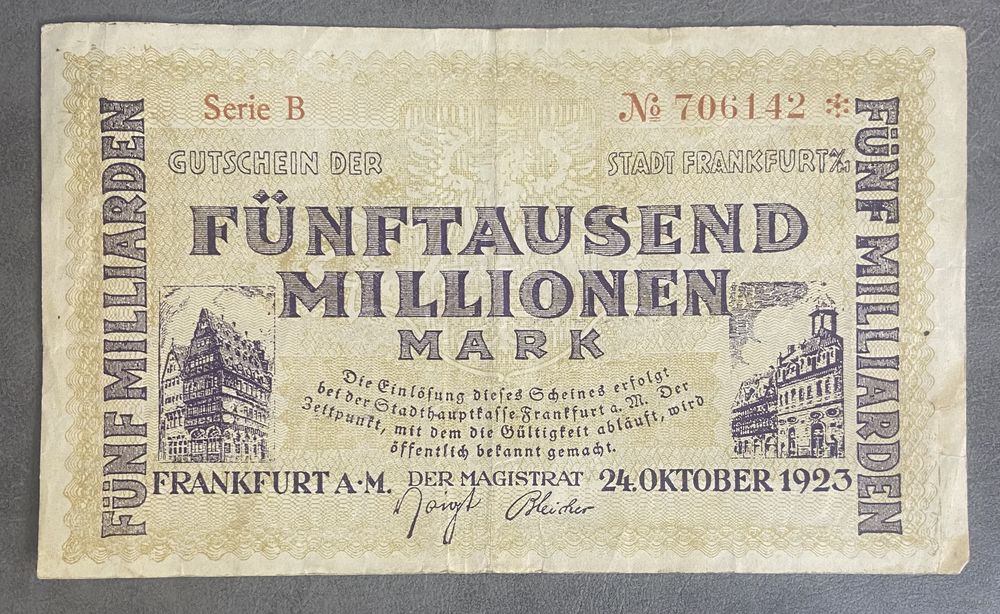 Serie B
№ 706142 *
GUTSCHEIN DER STADT FRANKFURT A/M
FÜNFTAUSEND
MILLIONEN
MARK
FÜNF MILLIARDEN
FÜNF MILLIARDEN
Die Einlösung dieses Scheines erfolgt
bei der Stadthauptkasse Frankfurt a. M. Der
Zeitpunkt, mit dem die Gültigkeit abläuft, wird
öffentlich bekannt gemacht.
FRANKFURT A·M. DER MAGISTRAT 24. OKTOBER 1923
Voigt Bleicher